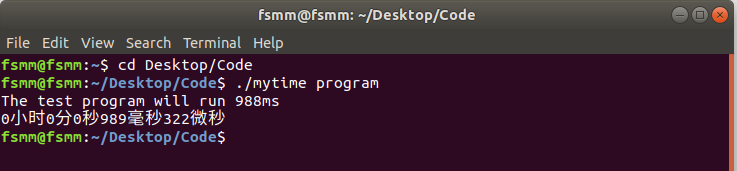 fsmm@fsmm: ~/Desktop/Code
File Edit View Search Terminal Help
fsmm@fsmm:~$ cd Desktop/Code
fsmm@fsmm:~/Desktop/Code$ ./mytime program
The test program will run 988ms
0小时0分0秒989毫秒322微秒
fsmm@fsmm:~/Desktop/Code$